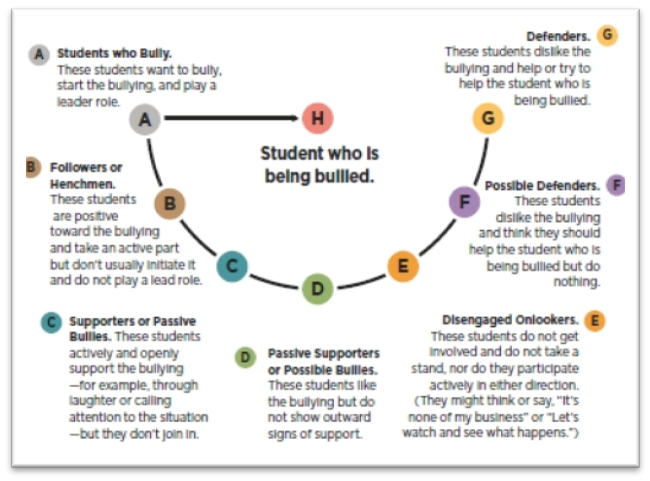 A
Students who Bully.
These students want to bully,
start the bullying, and play a
leader role.
Defenders. G
These students dislike the
bullying and help or try to
help the student who is
being bullied.
A
H
G
Student who is
being bullied.
B
Followers or
Henchmen.
These students
are positive
toward the bullying
and take an active part
but don't usually initiate it
and do not play a lead role.
B
F
Possible Defenders. F
These students
dislike the bullying
and think they should
help the student who is
being bullied but do
nothing.
C
D
E
C
Supporters or Passive
Bullies. These students
actively and openly
support the bullying
—for example, through
laughter or calling
attention to the situation
—but they don't join in.
D
Passive Supporters
or Possible Bullies.
These students like
the bullying but do
not show outward
signs of support.
Disengaged Onlookers. E
These students do not get
involved and do not take a
stand, nor do they participate
actively in either direction.
(They might think or say, "It's
none of my business" or "Let's
watch and see what happens.")